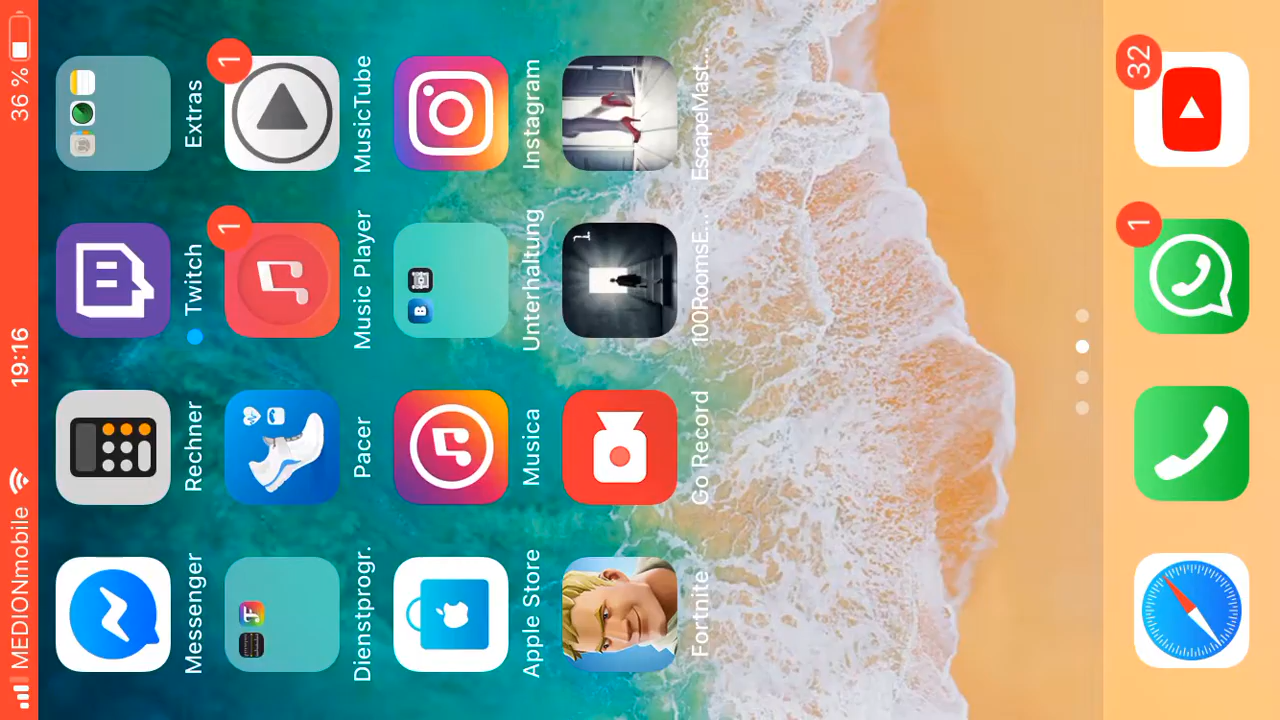 MEDIONmobile 19:16 36 %
Messenger Rechner Twitch Extras
1 1
Dienstprogr. Pacer Music Player MusicTube
Apple Store Musica Unterhaltung Instagram
1
Fortnite Go Record 100RoomsE... EscapeMast...
1 32